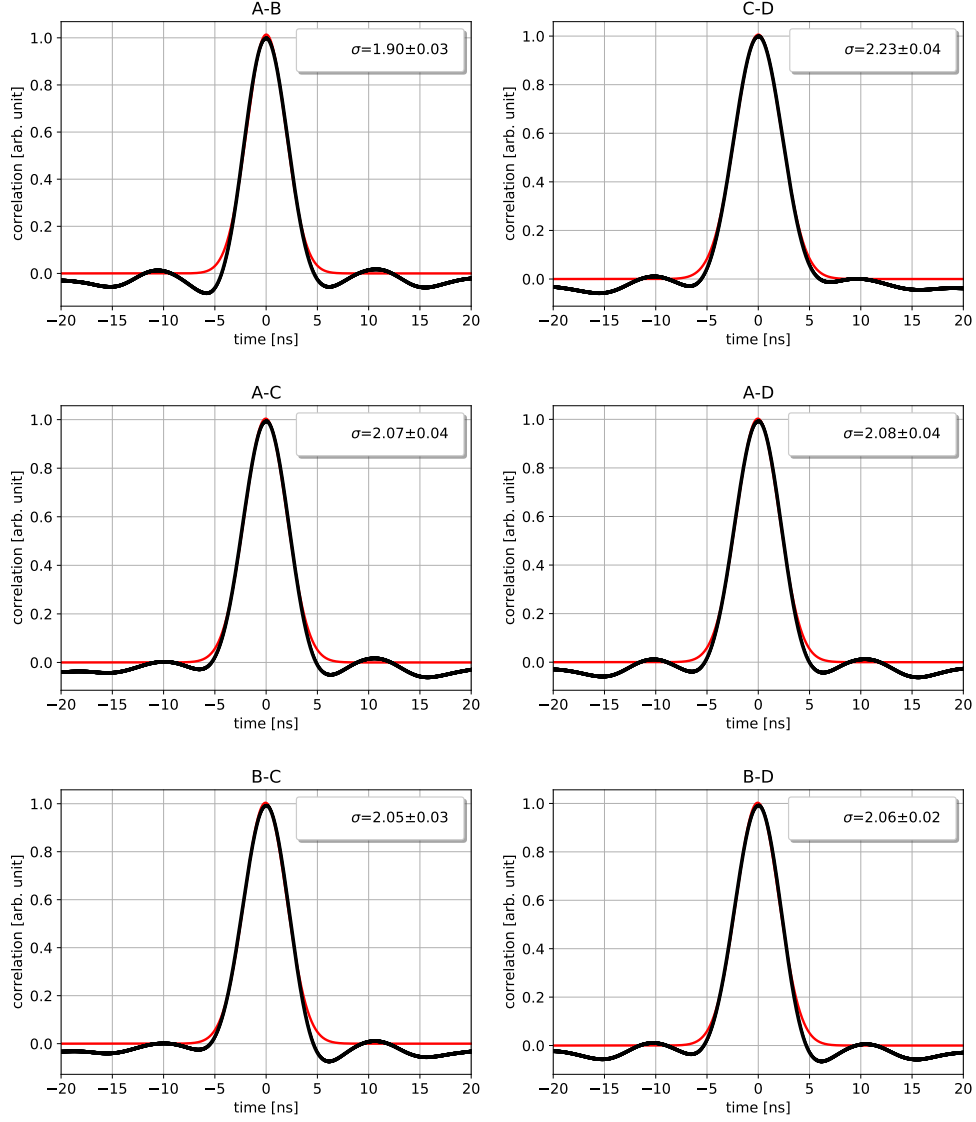 A-B
σ=1.90±0.03
correlation [arb. unit]
1.0
0.8
0.6
0.4
0.2
0.0
−20 −15 −10 −5 0 5 10 15 20
time [ns]
C-D
σ=2.23±0.04
correlation [arb. unit]
1.0
0.8
0.6
0.4
0.2
0.0
−20 −15 −10 −5 0 5 10 15 20
time [ns]
A-C
σ=2.07±0.04
correlation [arb. unit]
1.0
0.8
0.6
0.4
0.2
0.0
−20 −15 −10 −5 0 5 10 15 20
time [ns]
A-D
σ=2.08±0.04
correlation [arb. unit]
1.0
0.8
0.6
0.4
0.2
0.0
−20 −15 −10 −5 0 5 10 15 20
time [ns]
B-C
σ=2.05±0.03
correlation [arb. unit]
1.0
0.8
0.6
0.4
0.2
0.0
−20 −15 −10 −5 0 5 10 15 20
time [ns]
B-D
σ=2.06±0.02
correlation [arb. unit]
1.0
0.8
0.6
0.4
0.2
0.0
−20 −15 −10 −5 0 5 10 15 20
time [ns]